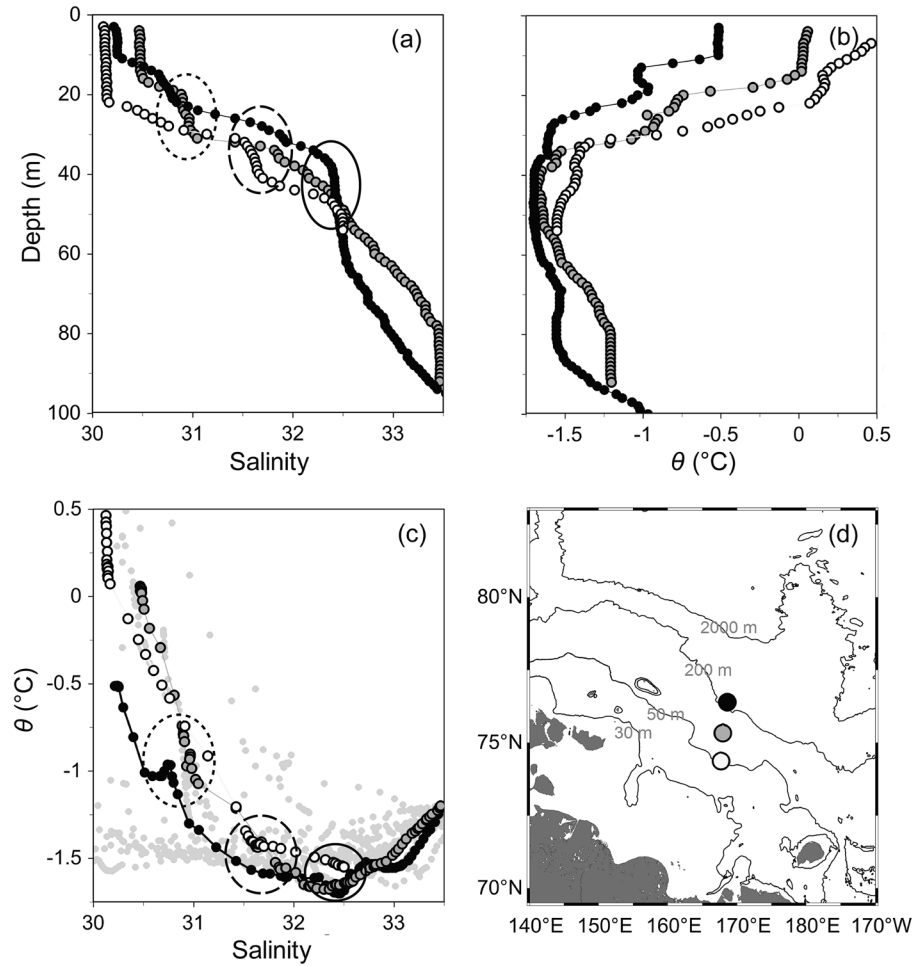 (a)
0
20
40
60
80
100
Depth (m)
30
31
32
33
Salinity
(b)
-1.5
-1
-0.5
0
0.5
θ (°C)
(c)
0.5
0
-0.5
-1
-1.5
θ (°C)
30
31
32
33
Salinity
(d)
80°N
75°N
70°N
2000 m
200 m
50 m
30 m
140°E
150°E
160°E
170°E
180°W
170°W